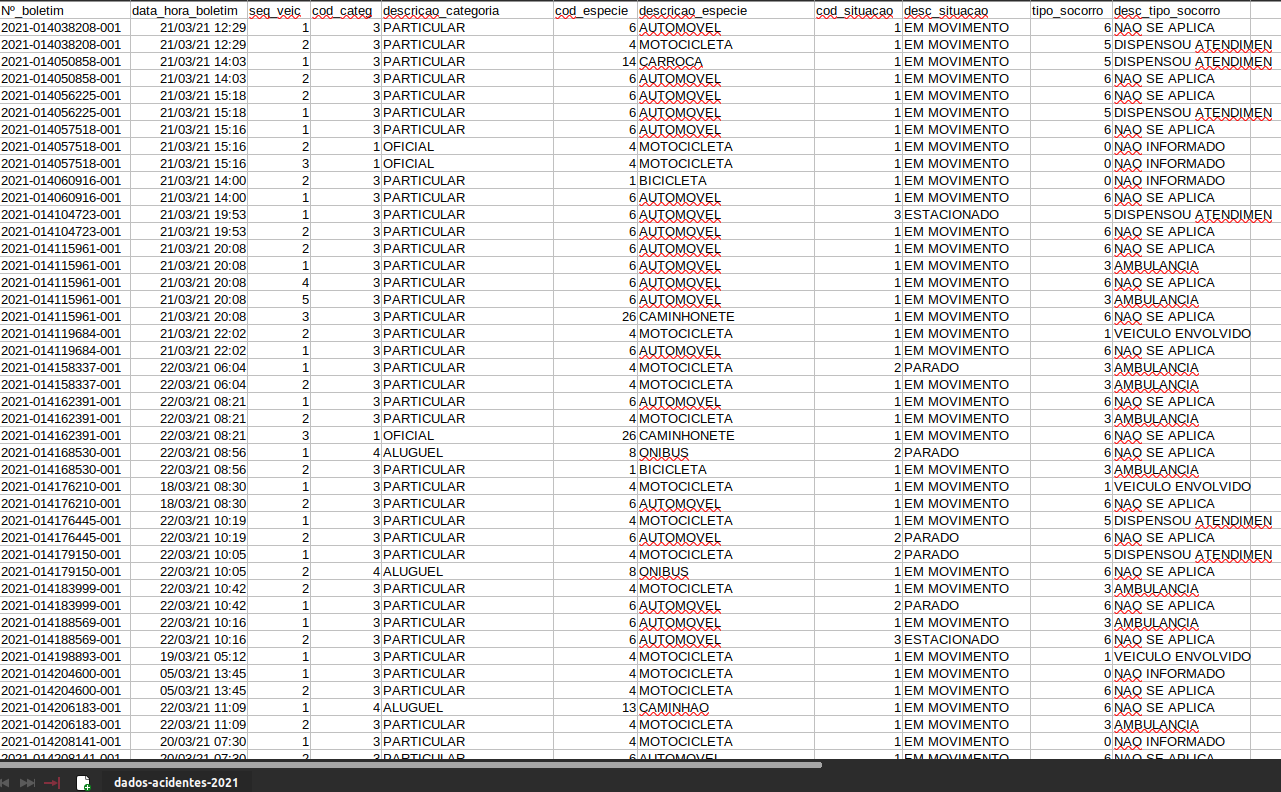 Nº_boletim data_hora_boletim seq_veic cod_categ descricao_categoria cod_especie descricao_especie cod_situacao desc_situacao tipo_socorro desc_tipo_socorro
2021-014038208-001 21/03/21 12:29 1 3 PARTICULAR 6 AUTOMOVEL 1 EM MOVIMENTO 6 NAO SE APLICA
2021-014038208-001 21/03/21 12:29 2 3 PARTICULAR 4 MOTOCICLETA 1 EM MOVIMENTO 5 DISPENSOU ATENDIMEN
2021-014050858-001 21/03/21 14:03 1 3 PARTICULAR 14 CARROCA 1 EM MOVIMENTO 5 DISPENSOU ATENDIMEN
2021-014050858-001 21/03/21 14:03 2 3 PARTICULAR 6 AUTOMOVEL 1 EM MOVIMENTO 6 NAO SE APLICA
2021-014056225-001 21/03/21 15:18 2 3 PARTICULAR 6 AUTOMOVEL 1 EM MOVIMENTO 6 NAO SE APLICA
2021-014056225-001 21/03/21 15:18 1 3 PARTICULAR 6 AUTOMOVEL 1 EM MOVIMENTO 5 DISPENSOU ATENDIMEN
2021-014057518-001 21/03/21 15:16 1 3 PARTICULAR 6 AUTOMOVEL 1 EM MOVIMENTO 6 NAO SE APLICA
2021-014057518-001 21/03/21 15:16 2 1 OFICIAL 4 MOTOCICLETA 1 EM MOVIMENTO 0 NAO INFORMADO
2021-014057518-001 21/03/21 15:16 3 1 OFICIAL 4 MOTOCICLETA 1 EM MOVIMENTO 0 NAO INFORMADO
2021-014060916-001 21/03/21 14:00 2 3 PARTICULAR 1 BICICLETA 1 EM MOVIMENTO 0 NAO INFORMADO
2021-014060916-001 21/03/21 14:00 1 3 PARTICULAR 6 AUTOMOVEL 1 EM MOVIMENTO 6 NAO SE APLICA
2021-014104723-001 21/03/21 19:53 1 3 PARTICULAR 6 AUTOMOVEL 3 ESTACIONADO 5 DISPENSOU ATENDIMEN
2021-014104723-001 21/03/21 19:53 2 3 PARTICULAR 6 AUTOMOVEL 1 EM MOVIMENTO 6 NAO SE APLICA
2021-014115961-001 21/03/21 20:08 2 3 PARTICULAR 6 AUTOMOVEL 1 EM MOVIMENTO 6 NAO SE APLICA
2021-014115961-001 21/03/21 20:08 1 3 PARTICULAR 6 AUTOMOVEL 1 EM MOVIMENTO 3 AMBULANCIA
2021-014115961-001 21/03/21 20:08 4 3 PARTICULAR 6 AUTOMOVEL 1 EM MOVIMENTO 6 NAO SE APLICA
2021-014115961-001 21/03/21 20:08 5 3 PARTICULAR 6 AUTOMOVEL 1 EM MOVIMENTO 3 AMBULANCIA
2021-014115961-001 21/03/21 20:08 3 3 PARTICULAR 26 CAMINHONETE 1 EM MOVIMENTO 6 NAO SE APLICA
2021-014119684-001 21/03/21 22:02 2 3 PARTICULAR 4 MOTOCICLETA 1 EM MOVIMENTO 1 VEICULO ENVOLVIDO
2021-014119684-001 21/03/21 22:02 1 3 PARTICULAR 6 AUTOMOVEL 1 EM MOVIMENTO 6 NAO SE APLICA
2021-014158337-001 22/03/21 06:04 1 3 PARTICULAR 4 MOTOCICLETA 2 PARADO 3 AMBULANCIA
2021-014158337-001 22/03/21 06:04 2 3 PARTICULAR 4 MOTOCICLETA 1 EM MOVIMENTO 3 AMBULANCIA
2021-014162391-001 22/03/21 08:21 1 3 PARTICULAR 6 AUTOMOVEL 1 EM MOVIMENTO 6 NAO SE APLICA
2021-014162391-001 22/03/21 08:21 2 3 PARTICULAR 4 MOTOCICLETA 1 EM MOVIMENTO 3 AMBULANCIA
2021-014162391-001 22/03/21 08:21 3 1 OFICIAL 26 CAMINHONETE 1 EM MOVIMENTO 6 NAO SE APLICA
2021-014168530-001 22/03/21 08:56 1 4 ALUGUEL 8 ONIBUS 2 PARADO 6 NAO SE APLICA
2021-014168530-001 22/03/21 08:56 2 3 PARTICULAR 1 BICICLETA 1 EM MOVIMENTO 3 AMBULANCIA
2021-014176210-001 18/03/21 08:30 1 3 PARTICULAR 4 MOTOCICLETA 1 EM MOVIMENTO 1 VEICULO ENVOLVIDO
2021-014176210-001 18/03/21 08:30 2 3 PARTICULAR 6 AUTOMOVEL 1 EM MOVIMENTO 6 NAO SE APLICA
2021-014176445-001 22/03/21 10:19 1 3 PARTICULAR 4 MOTOCICLETA 1 EM MOVIMENTO 5 DISPENSOU ATENDIMEN
2021-014176445-001 22/03/21 10:19 2 3 PARTICULAR 6 AUTOMOVEL 2 PARADO 6 NAO SE APLICA
2021-014179150-001 22/03/21 10:05 1 3 PARTICULAR 4 MOTOCICLETA 2 PARADO 5 DISPENSOU ATENDIMEN
2021-014179150-001 22/03/21 10:05 2 4 ALUGUEL 8 ONIBUS 1 EM MOVIMENTO 6 NAO SE APLICA
2021-014183999-001 22/03/21 10:42 2 3 PARTICULAR 4 MOTOCICLETA 1 EM MOVIMENTO 3 AMBULANCIA
2021-014183999-001 22/03/21 10:42 1 3 PARTICULAR 6 AUTOMOVEL 2 PARADO 6 NAO SE APLICA
2021-014188569-001 22/03/21 10:16 1 3 PARTICULAR 6 AUTOMOVEL 1 EM MOVIMENTO 3 AMBULANCIA
2021-014188569-001 22/03/21 10:16 2 3 PARTICULAR 6 AUTOMOVEL 3 ESTACIONADO 6 NAO SE APLICA
2021-014198893-001 19/03/21 05:12 1 3 PARTICULAR 4 MOTOCICLETA 1 EM MOVIMENTO 1 VEICULO ENVOLVIDO
2021-014204600-001 05/03/21 13:45 1 3 PARTICULAR 4 MOTOCICLETA 1 EM MOVIMENTO 0 NAO INFORMADO
2021-014204600-001 05/03/21 13:45 2 3 PARTICULAR 4 MOTOCICLETA 1 EM MOVIMENTO 6 NAO SE APLICA
2021-014206183-001 22/03/21 11:09 1 4 ALUGUEL 13 CAMINHAO 1 EM MOVIMENTO 6 NAO SE APLICA
2021-014206183-001 22/03/21 11:09 2 3 PARTICULAR 4 MOTOCICLETA 1 EM MOVIMENTO 3 AMBULANCIA
2021-014208141-001 20/03/21 07:30 1 3 PARTICULAR 4 MOTOCICLETA 1 EM MOVIMENTO 0 NAO INFORMADO
2021-014208141-001 20/03/21 07:30 2 3 PARTICULAR 6 AUTOMOVEL 1 EM MOVIMENTO 6 NAO SE APLICA
dados-acidentes-2021